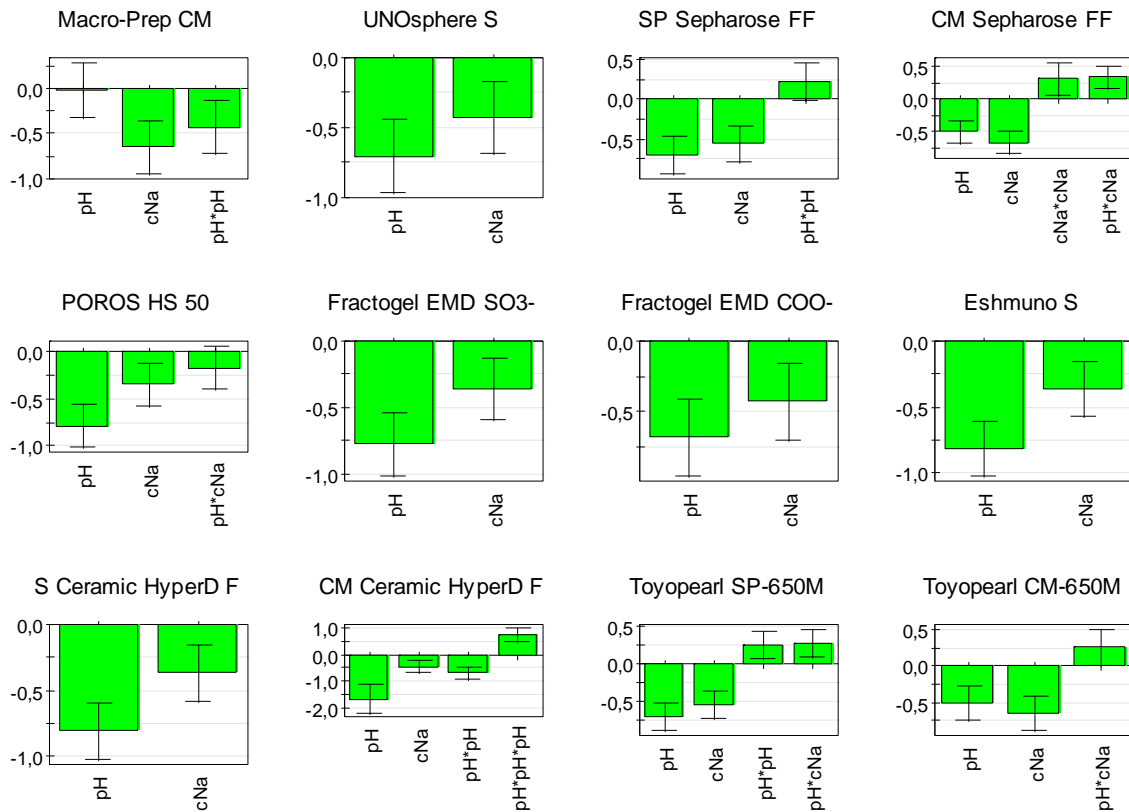 Macro-Prep CM
0,0
-0,5
-1,0
pH
cNa
pH*pH
UNOsphere S
0,0
-0,5
-1,0
pH
cNa
SP Sepharose FF
0,5
0,0
-0,5
pH
cNa
pH*pH
CM Sepharose FF
0,5
0,0
-0,5
pH
cNa
cNa*cNa
pH*cNa
POROS HS 50
0,0
-0,5
-1,0
pH
cNa
pH*cNa
Fractogel EMD SO3-
0,0
-0,5
-1,0
pH
cNa
Fractogel EMD COO-
0,0
-0,5
pH
cNa
Eshmuno S
0,0
-0,5
-1,0
pH
cNa
S Ceramic HyperD F
0,0
-0,5
-1,0
pH
cNa
CM Ceramic HyperD F
1,0
0,0
-1,0
-2,0
pH
cNa
pH*pH
pH*pH*pH
Toyopearl SP-650M
0,5
0,0
-0,5
pH
cNa
pH*pH
pH*cNa
Toyopearl CM-650M
0,5
0,0
-0,5
pH
cNa
pH*cNa